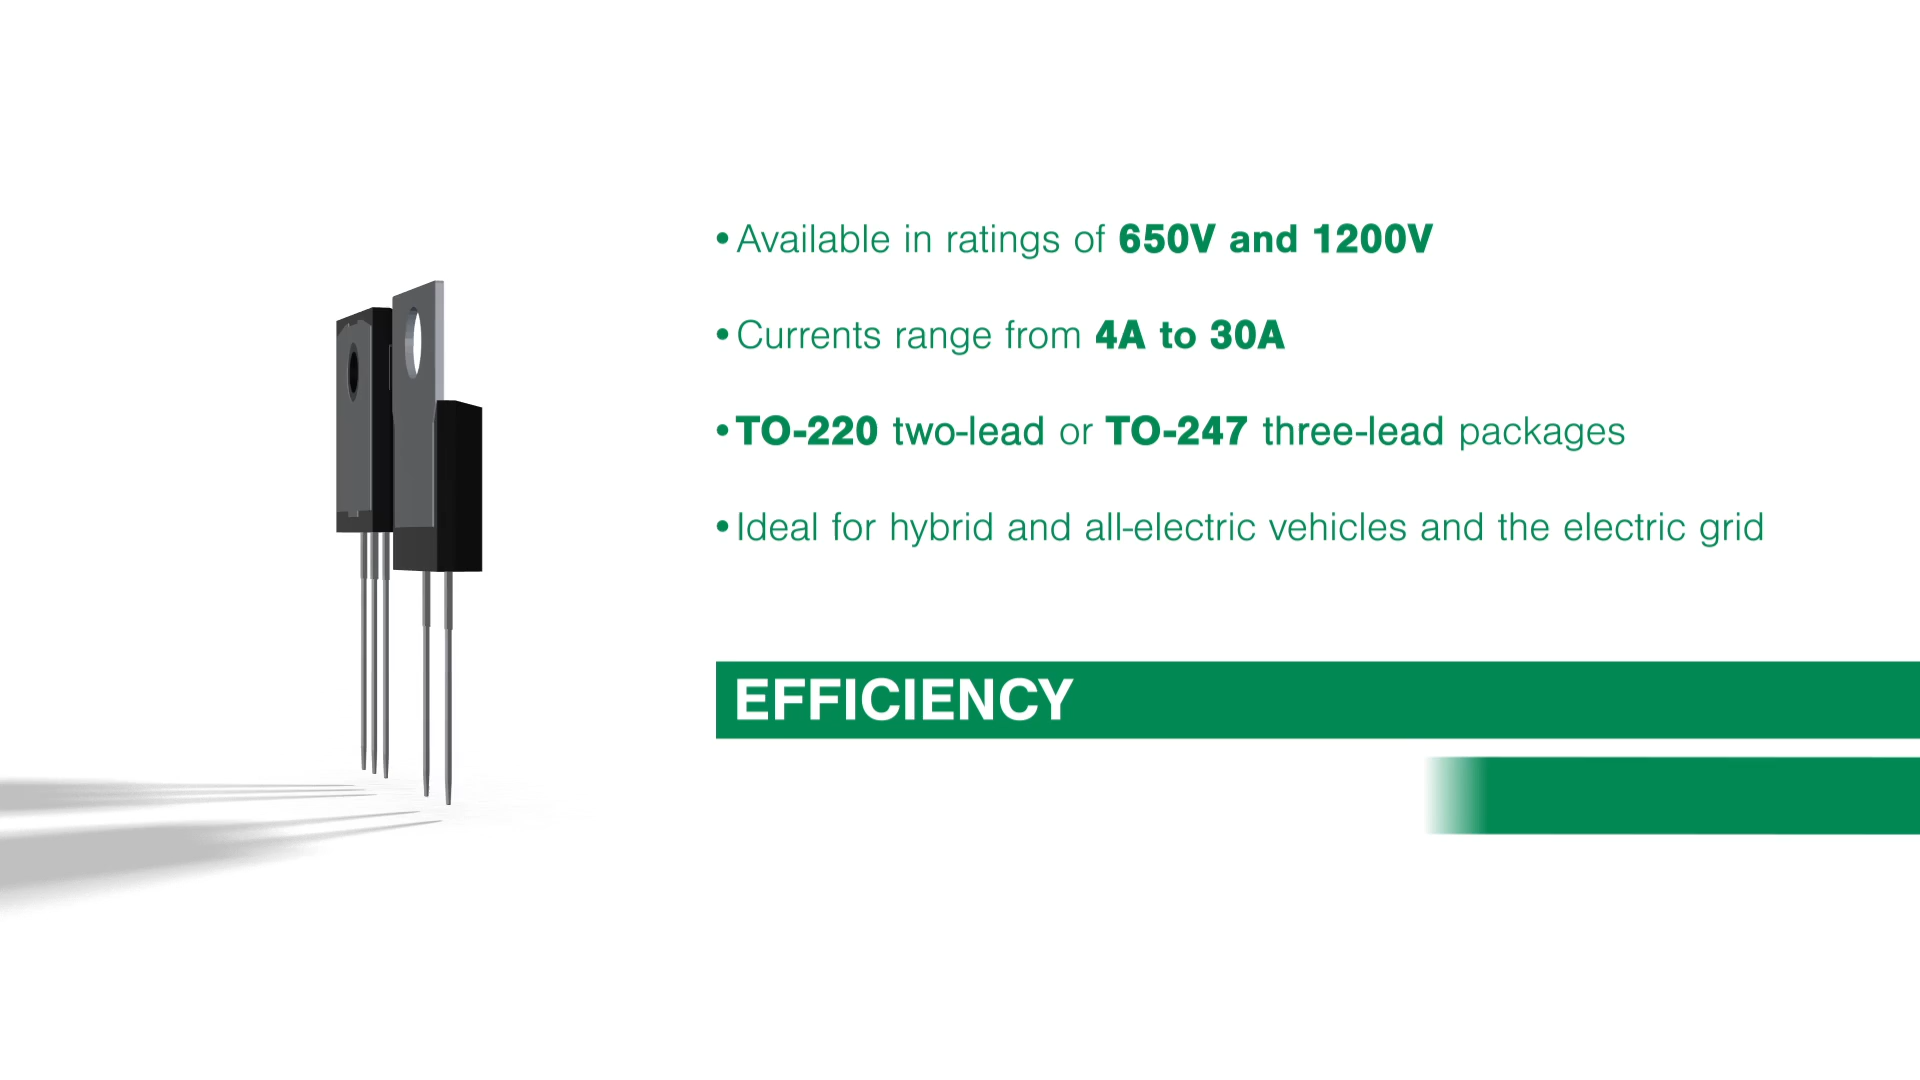 •Available in ratings of 650V and 1200V
•Currents range from 4A to 30A
•TO-220 two-lead or TO-247 three-lead packages
•Ideal for hybrid and all-electric vehicles and the electric grid
EFFICIENCY